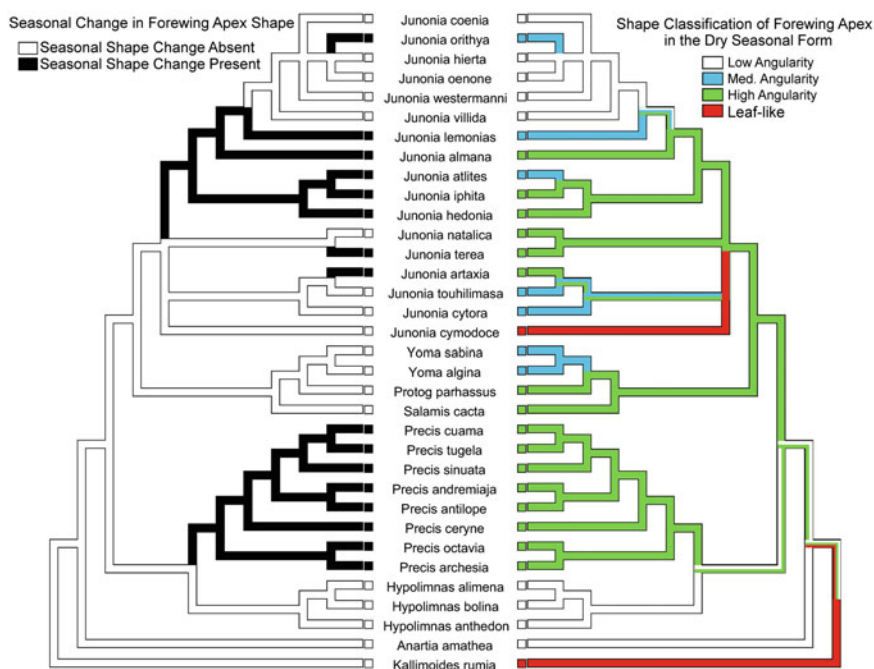 Seasonal Change in Forewing Apex Shape
Seasonal Shape Change Absent
Seasonal Shape Change Present
Shape Classification of Forewing Apex
in the Dry Seasonal Form
Low Angularity
Med. Angularity
High Angularity
Leaf-like
Junonia coenia
Junonia orithya
Junonia hierta
Junonia oenone
Junonia westermanni
Junonia villida
Junonia lemonias
Junonia almana
Junonia atlites
Junonia iphita
Junonia hedonia
Junonia natalica
Junonia terea
Junonia artaxia
Junonia touhilimasa
Junonia cytora
Junonia cymodoce
Yoma sabina
Yoma algina
Protog parhassus
Salamis cacta
Precis cuama
Precis tugela
Precis sinuata
Precis andremiaja
Precis antilope
Precis ceryne
Precis octavia
Precis archesia
Hypolimnas alimena
Hypolimnas bolina
Hypolimnas anthedon
Anartia amathea
Kallimoides rumia